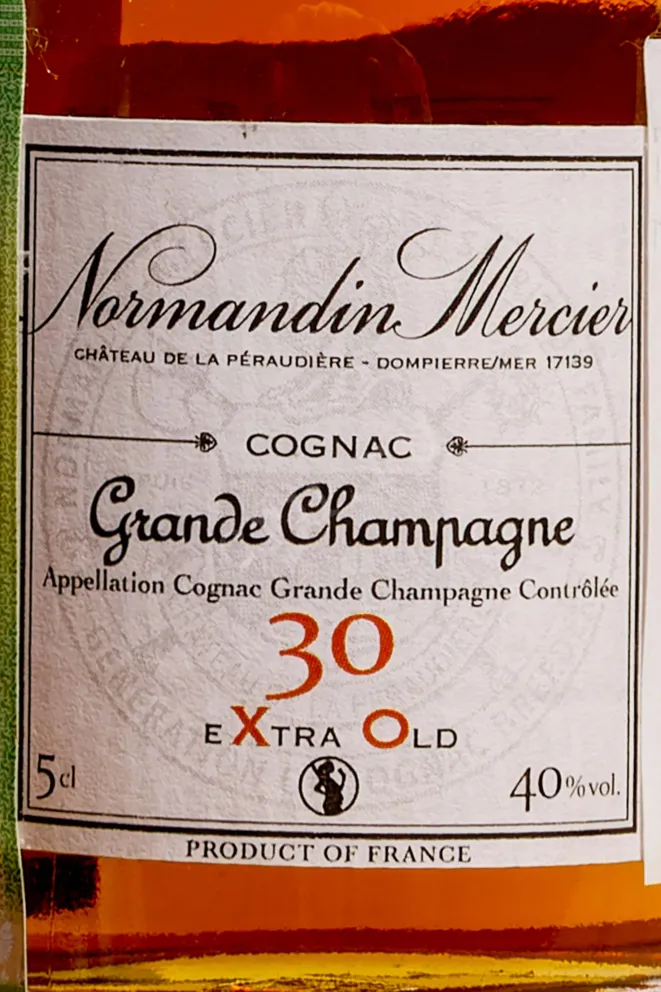 Normandin Mercier
CHÂTEAU DE LA PÉRAUDIÈRE - DOMPIERRE/MER 17139
COGNAC
Grande Champagne
Appellation Cognac Grande Champagne Contrôlée
30
eXtra Old
5cl
40%vol.
PRODUCT OF FRANCE